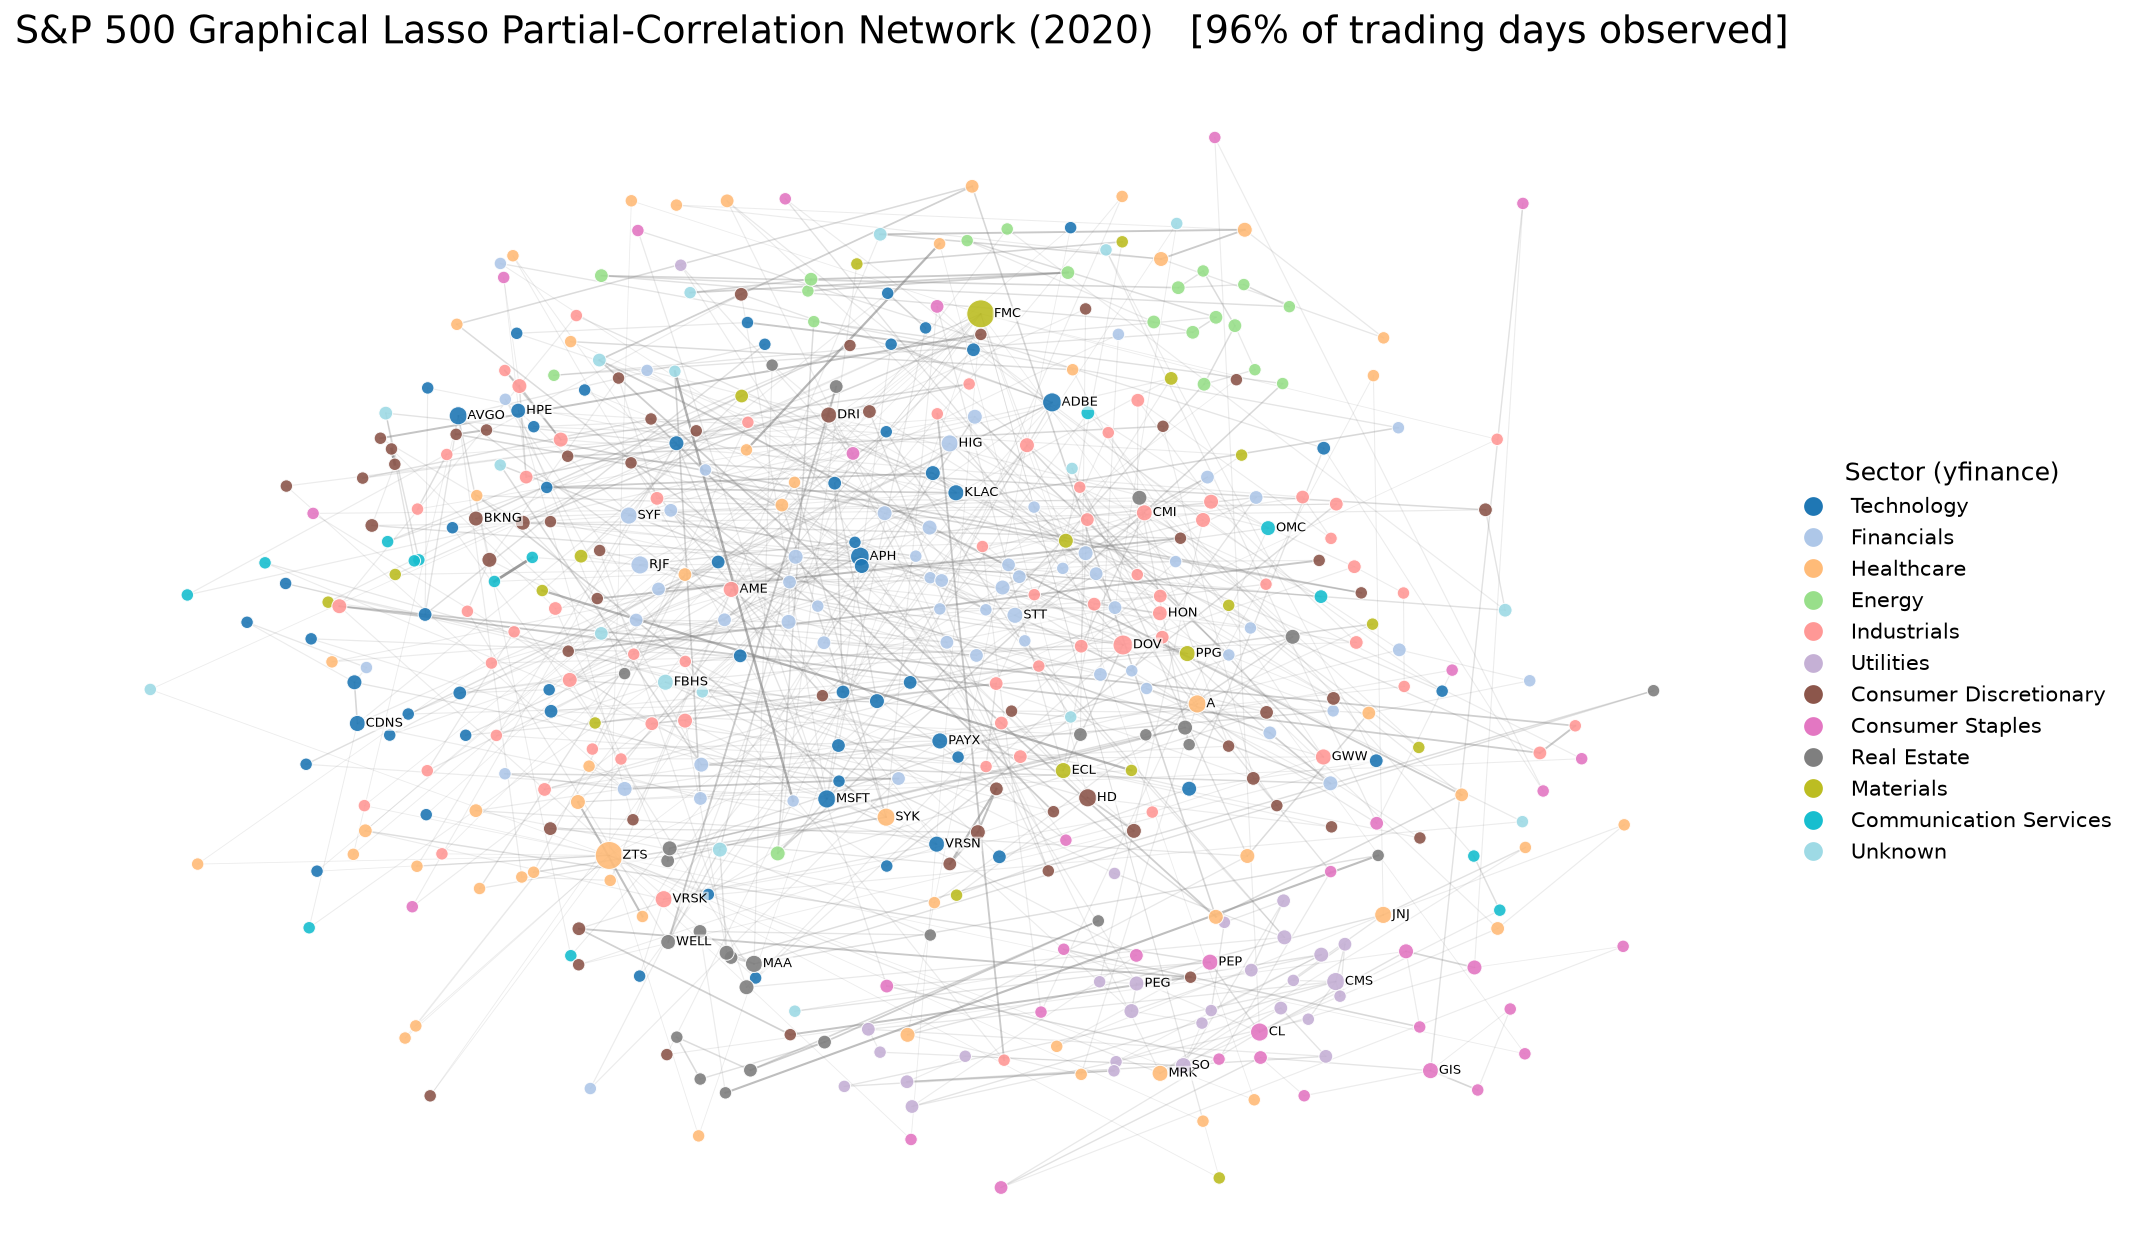 S&P 500 Graphical Lasso Partial-Correlation Network (2020)   [96% of trading days observed]
FMC
ADBE
AVGO
HPE
DRI
HIG
KLAC
BKNG
SYF
CMI
OMC
APH
RJF
AME
STT
HON
DOV
PPG
FBHS
A
CDNS
PAYX
GWW
ECL
MSFT
HD
SYK
VRSN
ZTS
VRSK
JNJ
WELL
MAA
PEP
PEG
CMS
CL
SO
MRK
GIS
Sector (yfinance)
Technology
Financials
Healthcare
Energy
Industrials
Utilities
Consumer Discretionary
Consumer Staples
Real Estate
Materials
Communication Services
Unknown